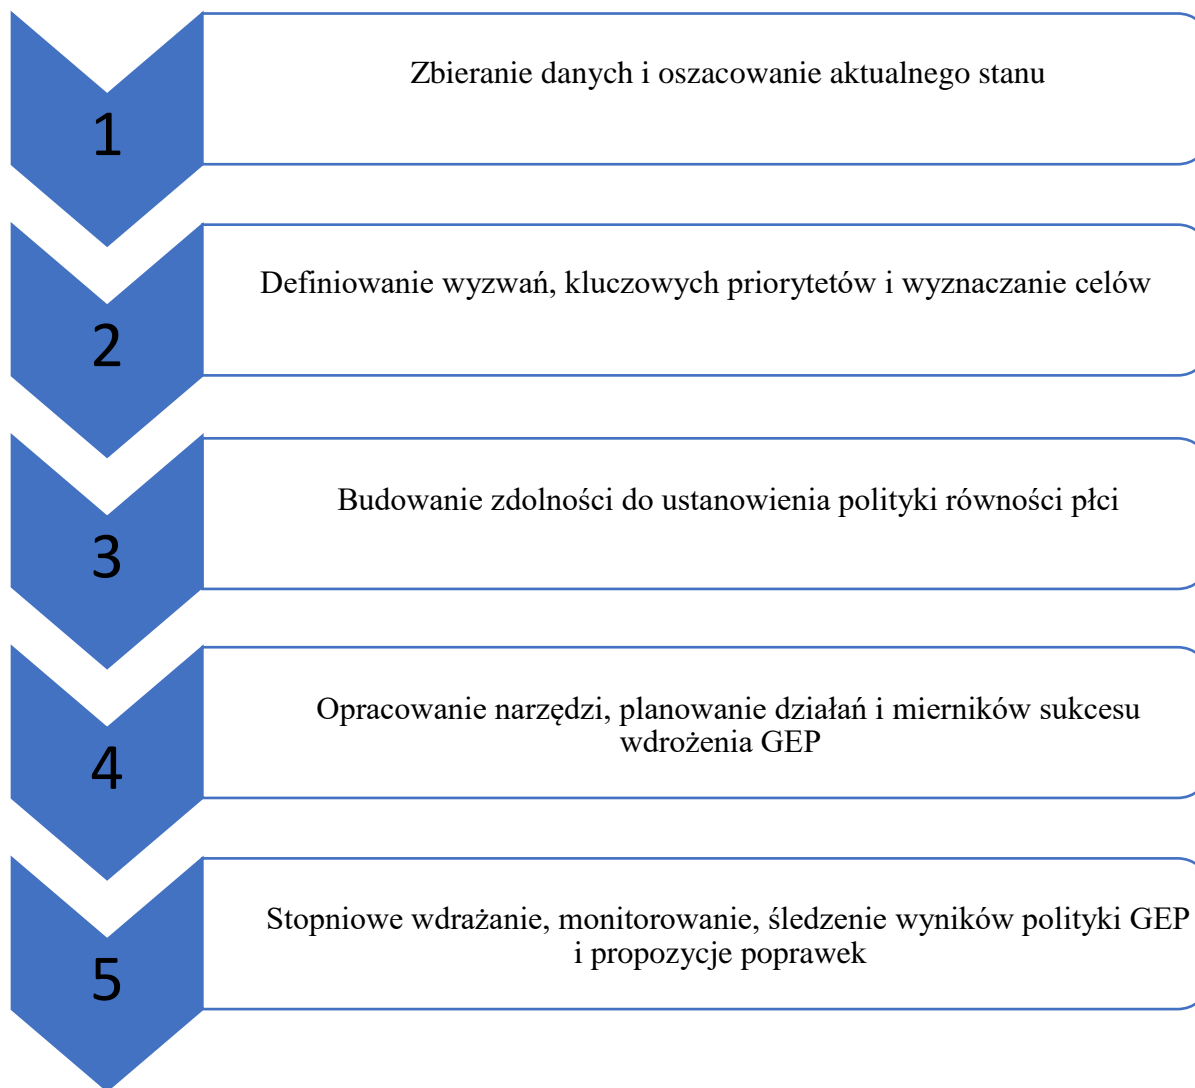 1
Zbieranie danych i oszacowanie aktualnego stanu
2
Definiowanie wyzwań, kluczowych priorytetów i wyznaczanie celów
3
Budowanie zdolności do ustanowienia polityki równości płci
4
Opracowanie narzędzi, planowanie działań i mierników sukcesu
wdrożenia GEP
5
Stopniowe wdrażanie, monitorowanie, śledzenie wyników polityki GEP
i propozycje poprawek